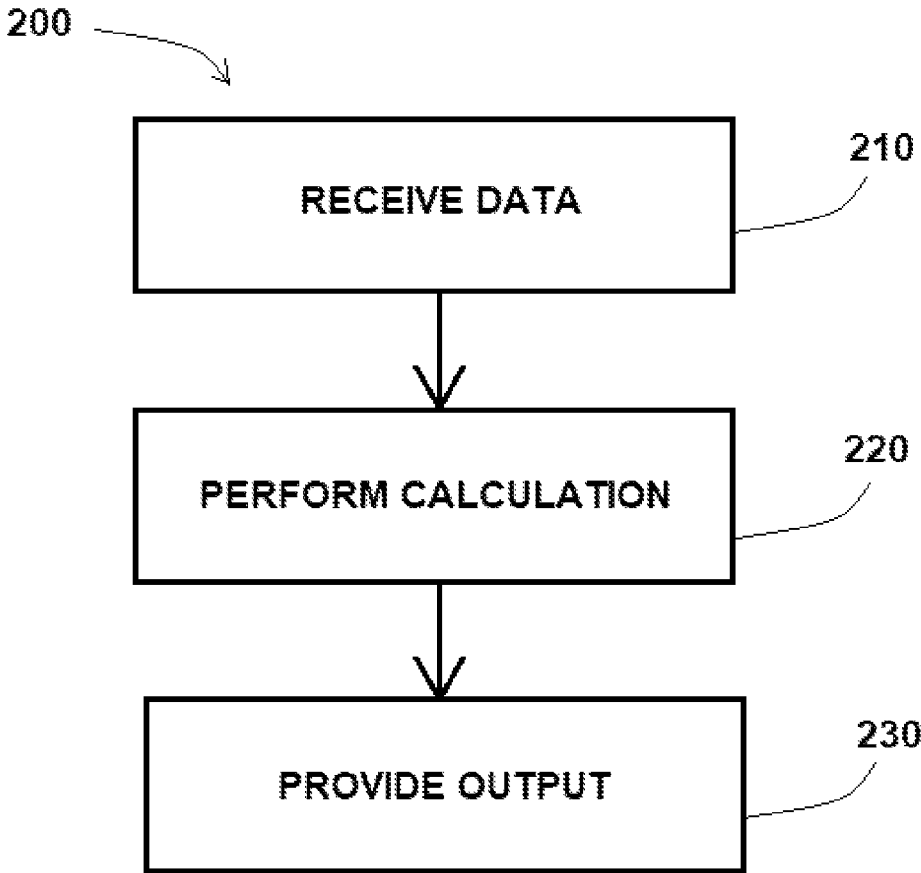 200
210
RECEIVE DATA
220
PERFORM CALCULATION
230
PROVIDE OUTPUT